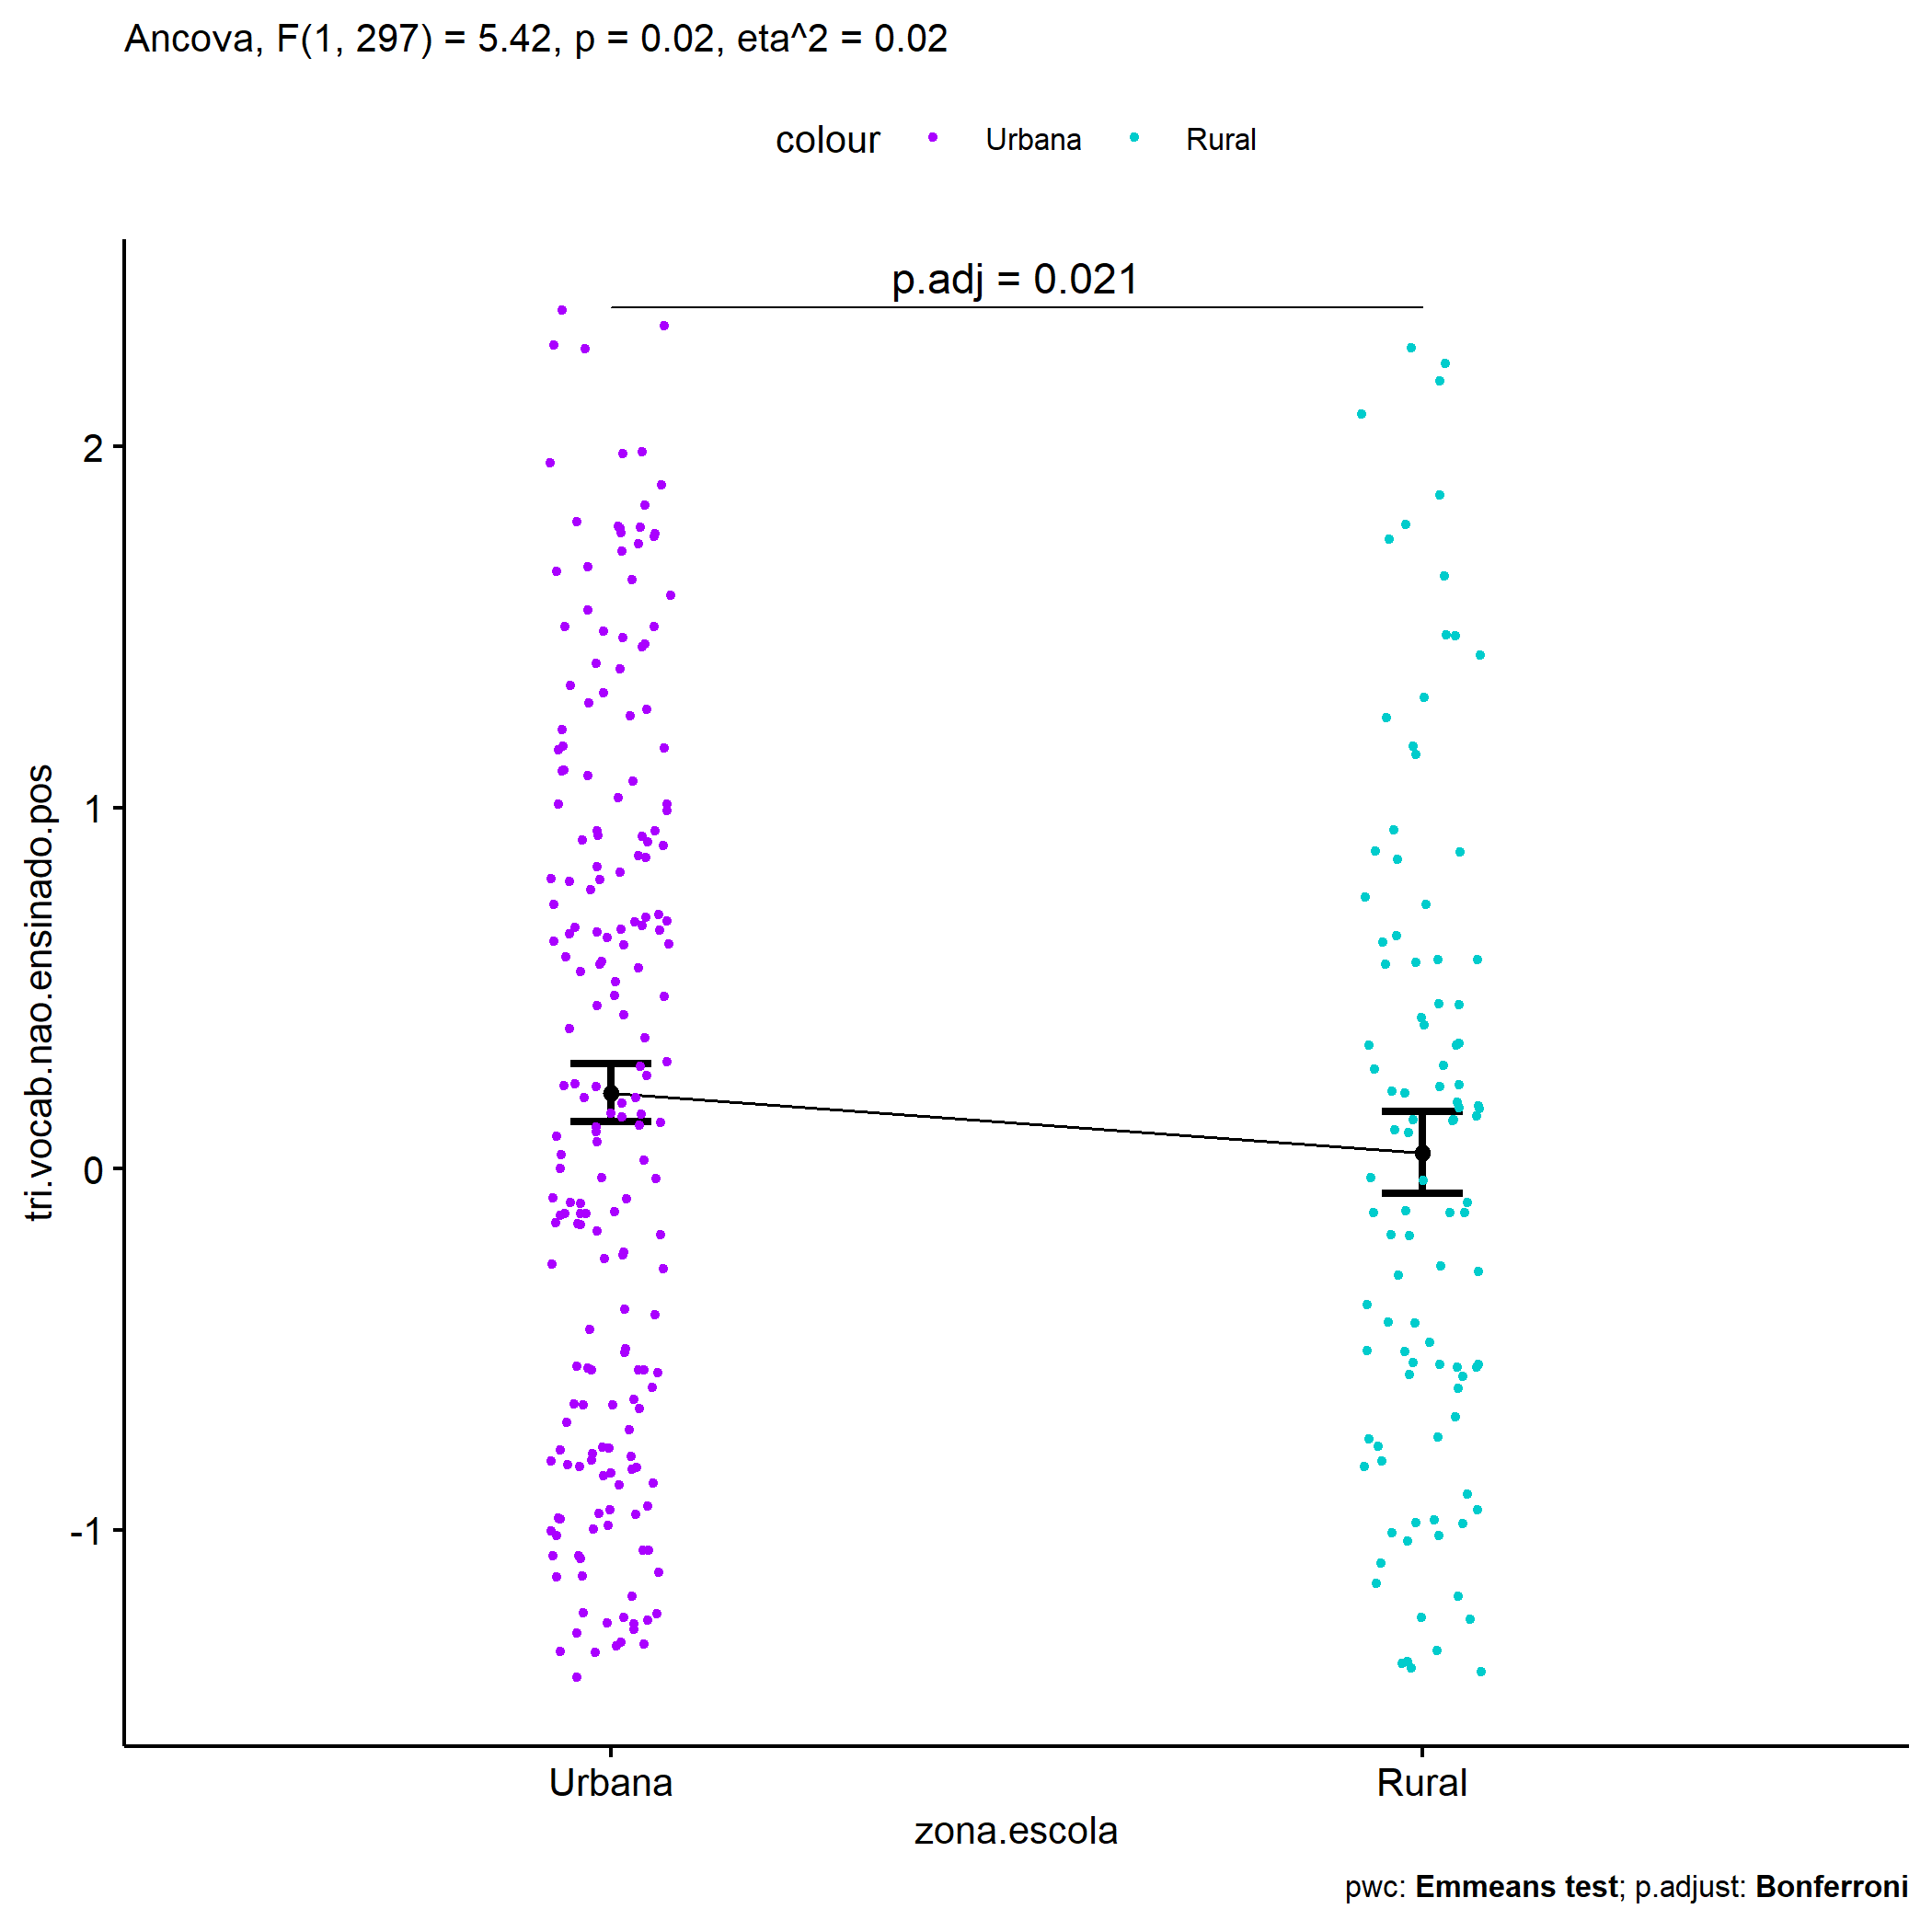 Ancova, F(1, 297) = 5.42, p = 0.02, eta^2 = 0.02
colour Urbana Rural
p.adj = 0.021
2
1
0
-1
tri.vocab.nao.ensinado.pos
Urbana Rural
zona.escola
pwc: Emmeans test; p.adjust: Bonferroni